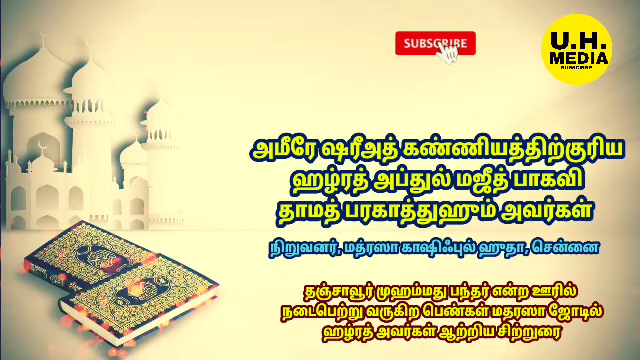 SUBSCRIBE
U.H.
MEDIA
SUBSCRIBE
அமீரே ஷரீஅத் கண்ணியத்திற்குரிய
ஹழ்ரத் அப்துல் மஜீத் பாகவி
தாமத் பரகாத்துஹும் அவர்கள்
நிறுவனர், மத்ரஸா காஷிஃபுல் ஹுதா, சென்னை
தஞ்சாவூர் முஹம்மது பந்தர் என்ற ஊரில்
நடைபெற்று வருகிற பெண்கள் மதரஸா ஜோடில்
ஹழ்ரத் அவர்கள் ஆற்றிய சிற்றுரை